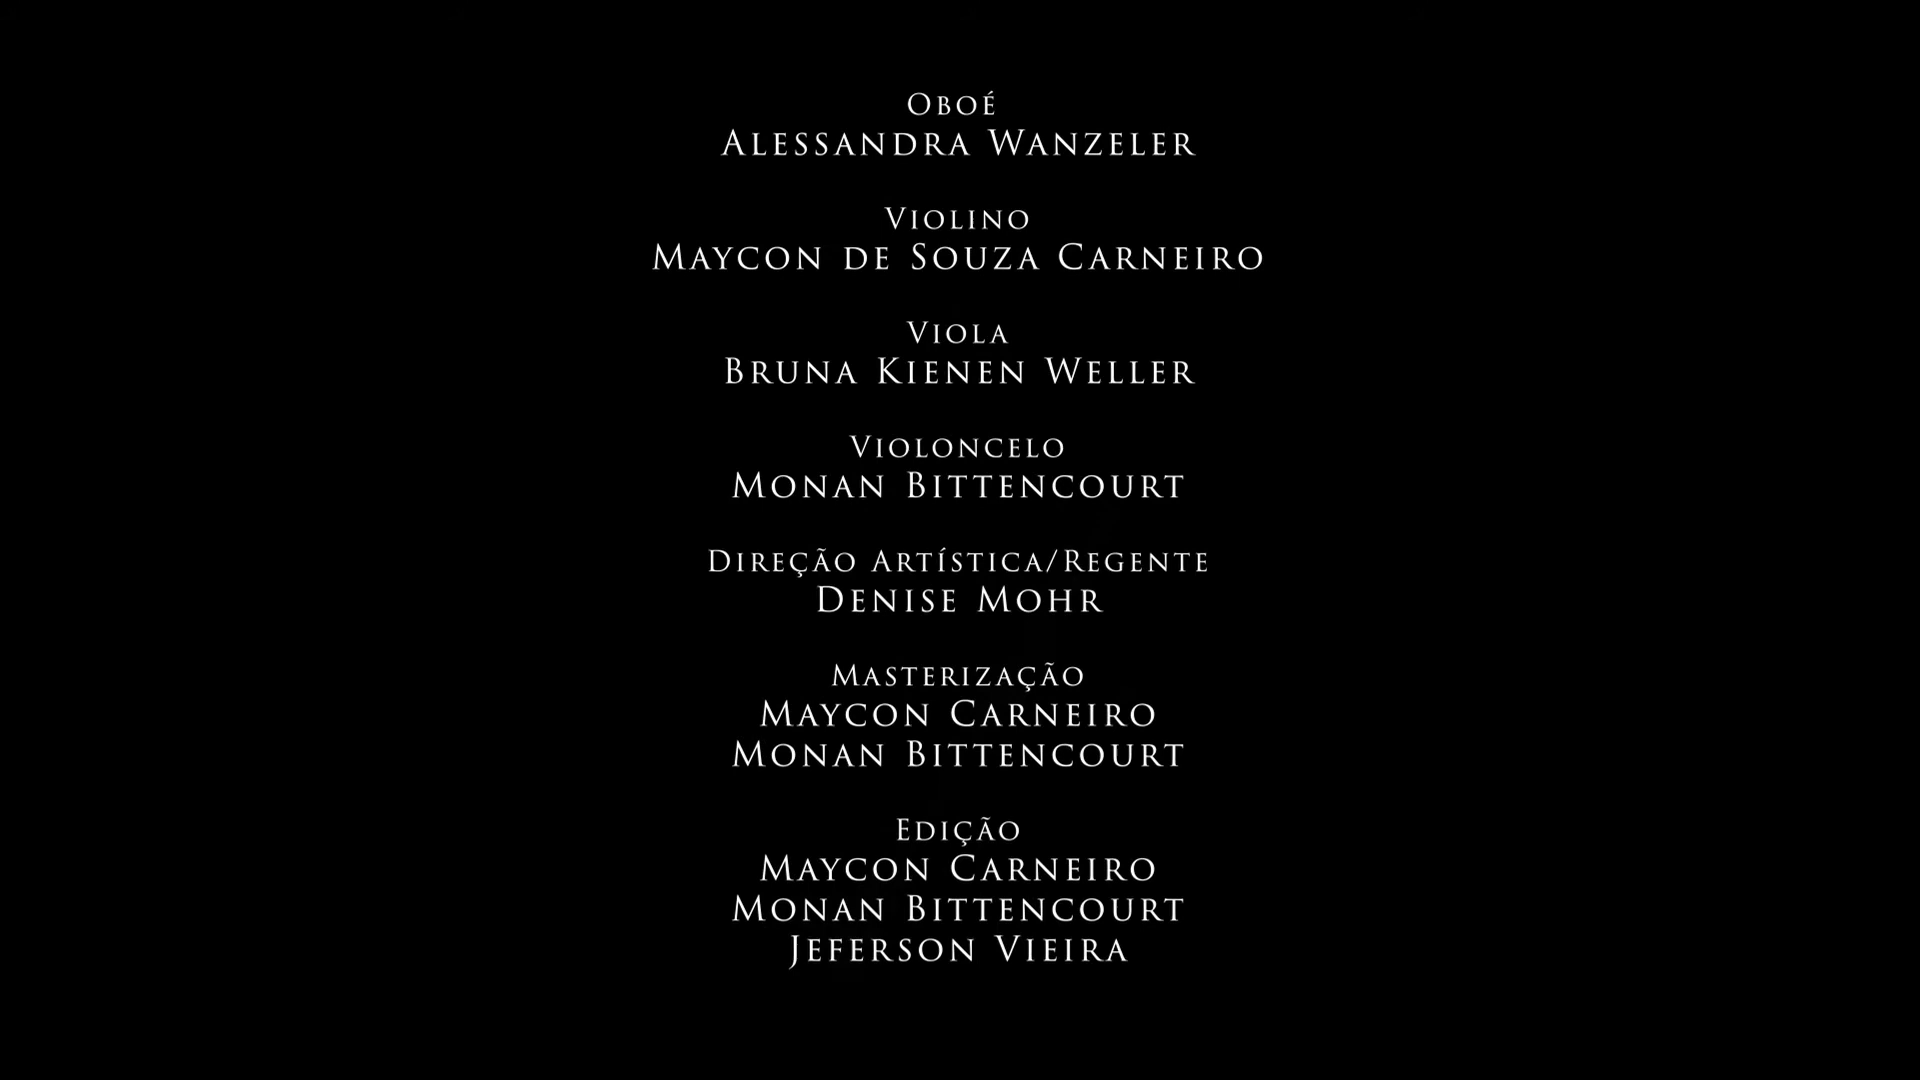 Oboé
Alessandra Wanzeler
Violino
Maycon de Souza Carneiro
Viola
Bruna Kienen Weller
Violoncelo
Monan Bittencourt
Direção Artística/Regente
Denise Mohr
Masterização
Maycon Carneiro
Monan Bittencourt
Edição
Maycon Carneiro
Monan Bittencourt
Jeferson Vieira